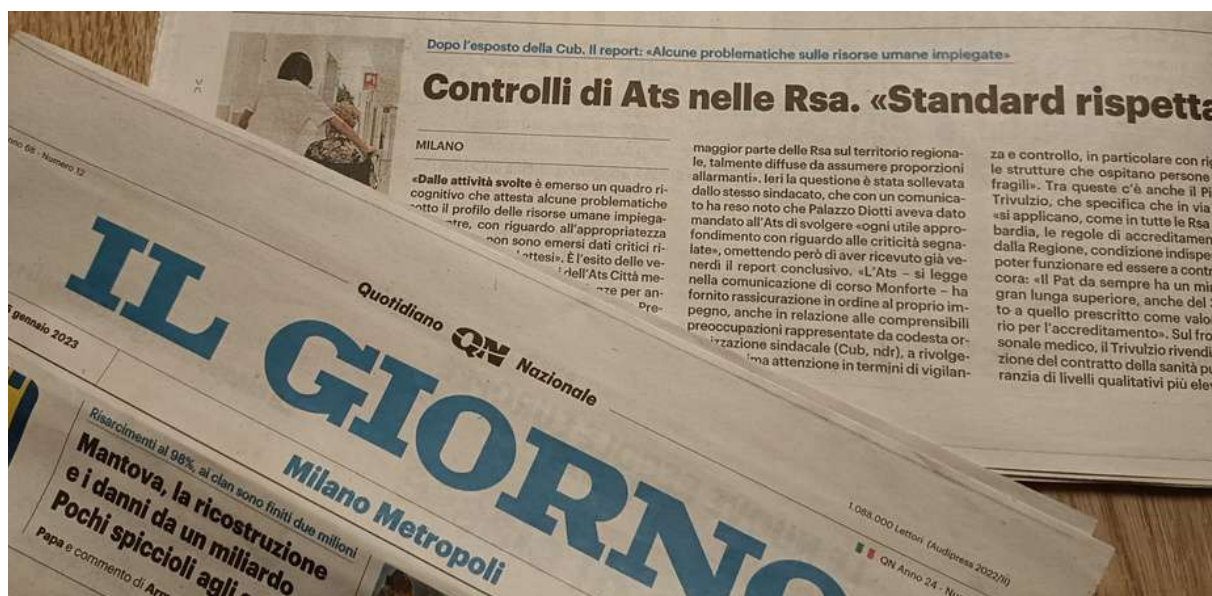 Dopo l'esposto della Cub. Il report: «Alcune problematiche sulle risorse umane impiegate»
Controlli di Ats nelle Rsa. «Standard rispetta
MILANO
«Dalle attività svolte è emerso un quadro ri-
cognitivo che attesta alcune problematiche
sotto il profilo delle risorse umane impiega-
con riguardo all'appropriatezza
non sono emersi dati critici ri-
È l'esito delle ve-
dell'Ats Città me-
per an-
Pre-
maggior parte delle Rsa sul territorio regiona-
le, talmente diffuse da assumere proporzioni
allarmanti». Ieri la questione è stata sollevata
dallo stesso sindacato, che con un comunica-
to ha reso noto che Palazzo Diotti aveva dato
mandato all'Ats di svolgere «ogni utile appro-
fondimento con riguardo alle criticità segna-
late», omettendo però di aver ricevuto già ve-
nerdì il report conclusivo. «L'Ats – si legge
nella comunicazione di corso Monforte – ha
fornito rassicurazione in ordine al proprio im-
pegno, anche in relazione alle comprensibili
preoccupazioni rappresentate da codesta or-
izzazione sindacale (Cub, ndr), a rivolge-
ma attenzione in termini di vigilan-
za e controllo, in particolare con ri
le strutture che ospitano persone
fragili». Tra queste c'è anche il Pi
Trivulzio, che specifica che in via
«si applicano, come in tutte le Rsa
bardia, le regole di accreditamen
dalla Regione, condizione indispe
poter funzionare ed essere a contr
cora: «Il Pat da sempre ha un mi
gran lunga superiore, anche del
to a quello prescritto come valo
rio per l'accreditamento». Sul fro
sonale medico, il Trivulzio rivendi
zione del contratto della sanità pu
ranzia di livelli qualitativi più ele
nno 68 - Numero 12
gennaio 2023
Quotidiano QN Nazionale
IL GIORNO
Milano Metropoli
1.088.000 Lettori (Audipress 2022/II)
QN Anno 24 - Nu
Risarcimenti al 98%, ai clan sono finiti due milioni
Mantova, la ricostruzione
e i danni da un miliardo
Pochi spiccioli agli
Papa e commento di Arm